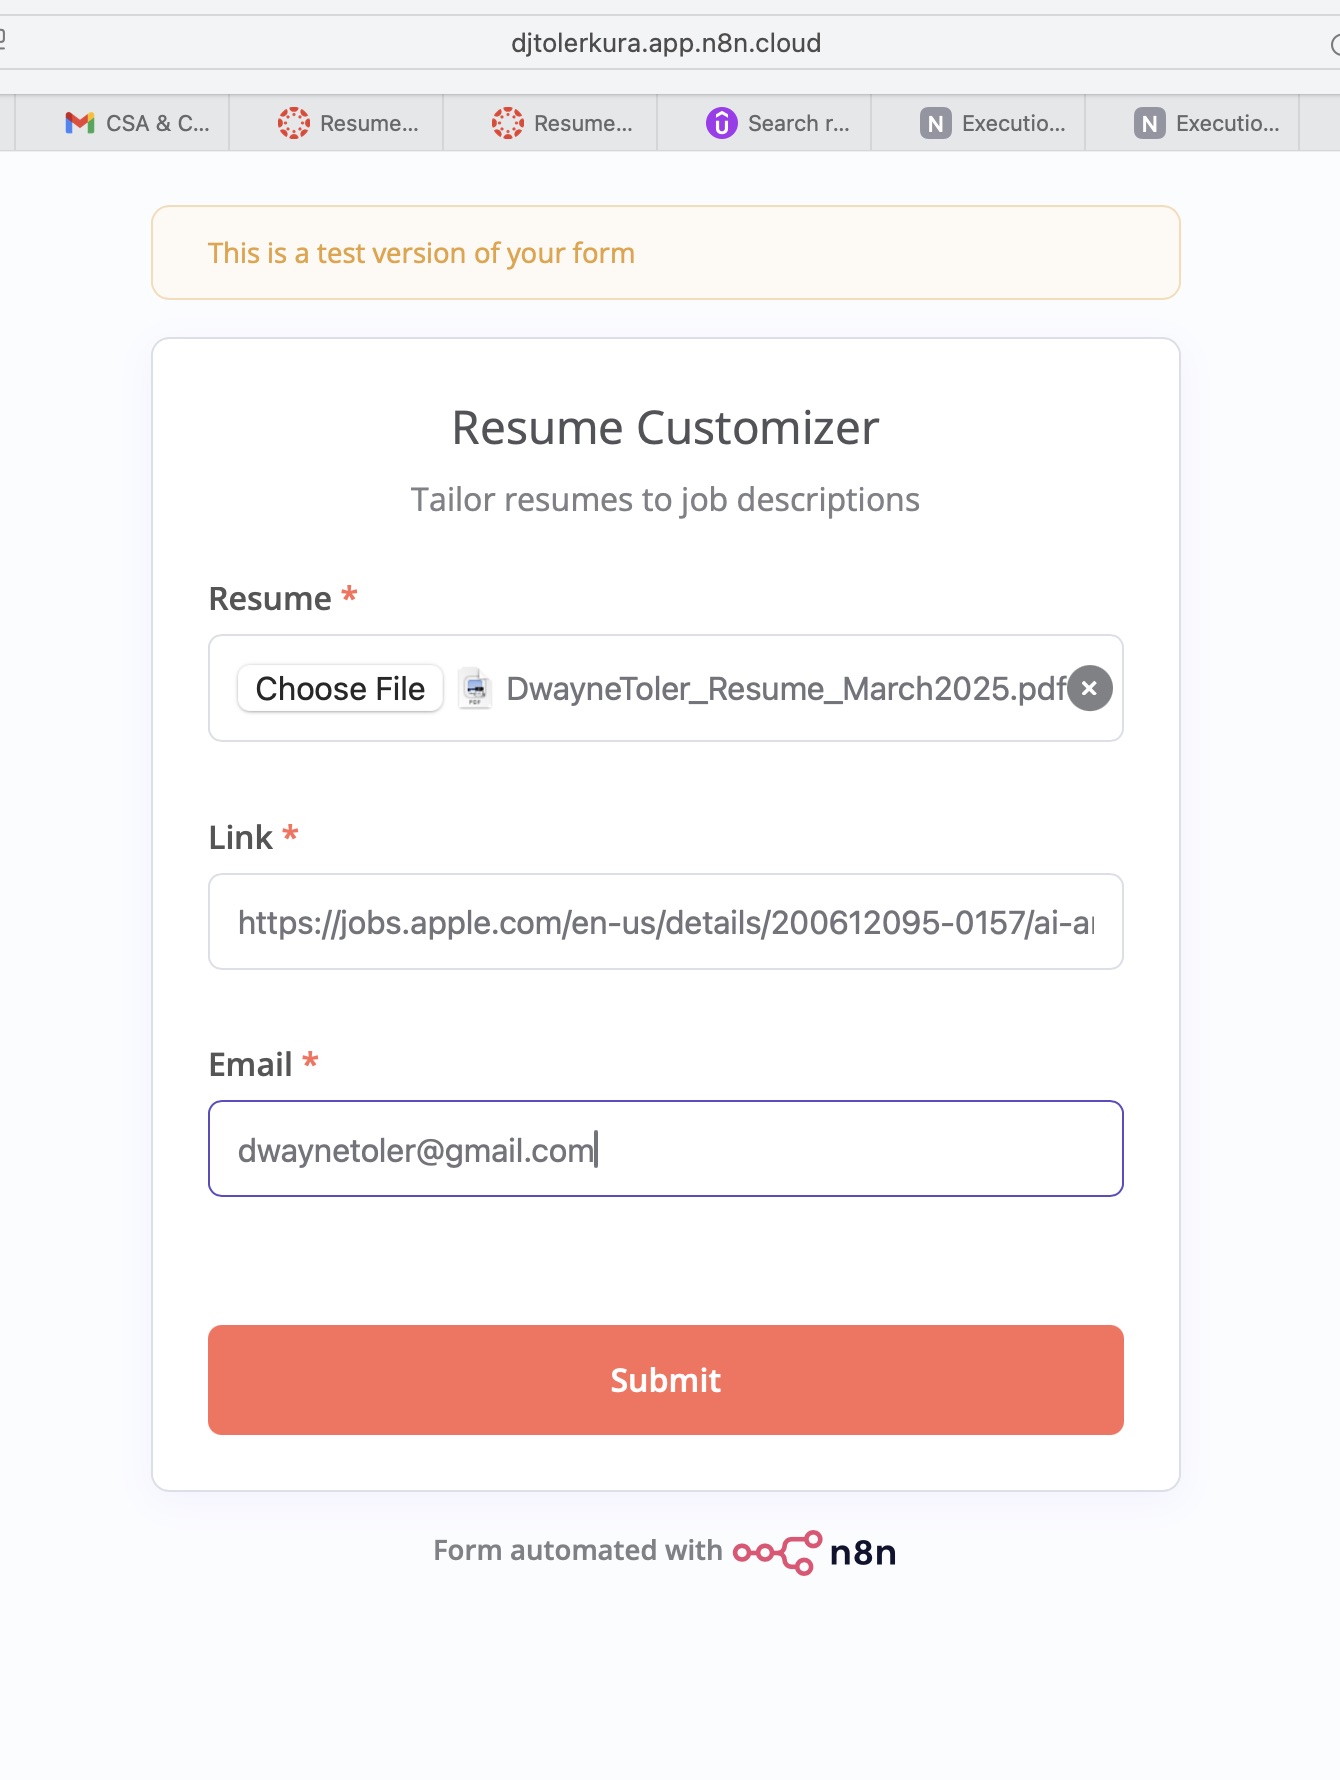 djtolerkura.app.n8n.cloud
CSA & C... Resume... Resume... Search r... N Executio... N Executio...
This is a test version of your form
Resume Customizer
Tailor resumes to job descriptions
Resume *
Choose File PDF DwayneToler_Resume_March2025.pdf
Link *
https://jobs.apple.com/en-us/details/200612095-0157/ai-a
Email *
dwaynetoler@gmail.com
Submit
Form automated with n8n